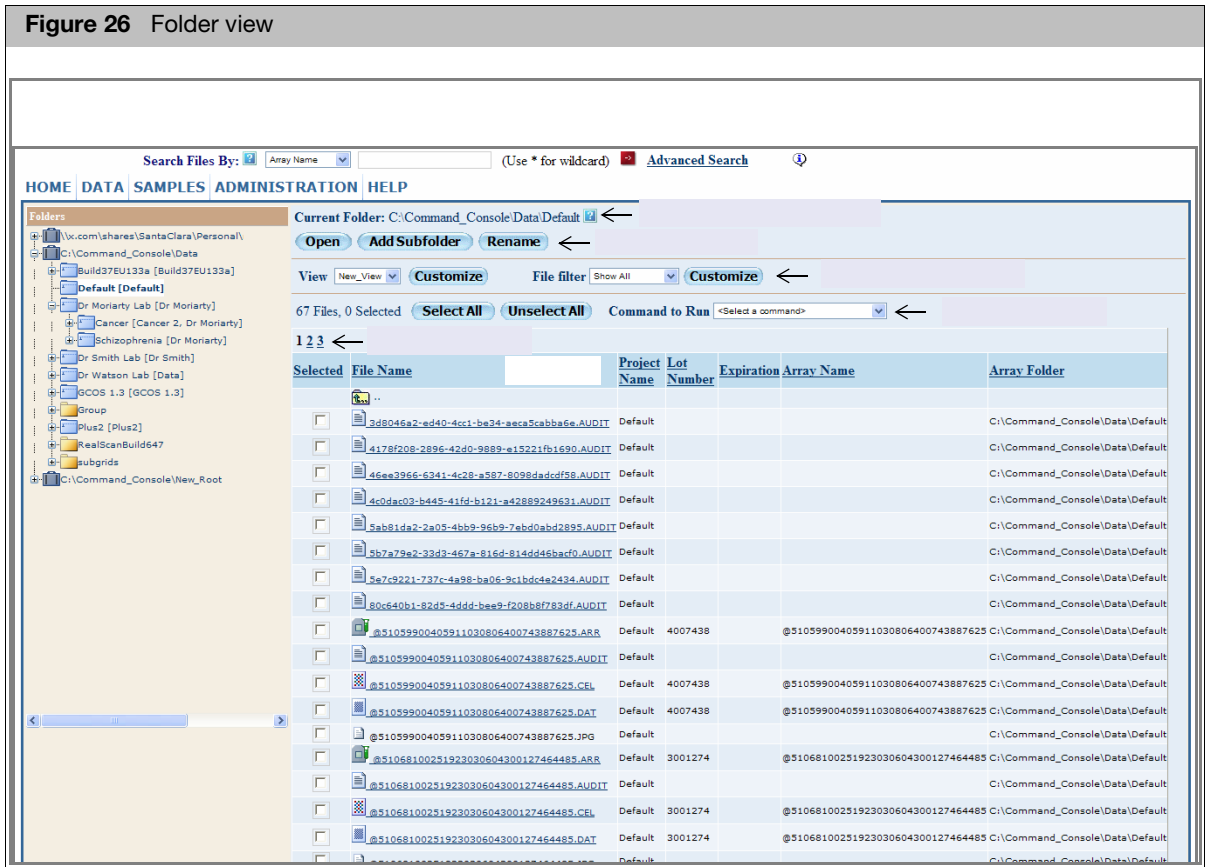 Figure 26 Folder view
Search Files By: ? Array Name (Use * for wildcard) Advanced Search
HOME DATA SAMPLES ADMINISTRATION HELP
Folders
\\x.com\shares\SantaClara\Personal\
C:\Command_Console\Data
Build37EU133a [Build37EU133a]
Default [Default]
Dr Moriarty Lab [Dr Moriarty]
Cancer [Cancer 2, Dr Moriarty]
Schizophrenia [Dr Moriarty]
Dr Smith Lab [Dr Smith]
Dr Watson Lab [Data]
GCOS 1.3 [GCOS 1.3]
Group
Plus2 [Plus2]
RealScanBuild647
subgrids
C:\Command_Console\New_Root
Current Folder: C:\Command_Console\Data\Default ?
Open Add Subfolder Rename
View New_View Customize File filter Show All Customize
67 Files, 0 Selected Select All Unselect All Command to Run <Select a command>
1 2 3
Selected File Name Project Name Lot Number Expiration Array Name Array Folder
..
3d8046a2-ed40-4cc1-be34-aeca5cabba6e.AUDIT Default C:\Command_Console\Data\Default
4178f208-2896-42d0-9889-e15221fb1690.AUDIT Default C:\Command_Console\Data\Default
46ee3966-6341-4c28-a587-8098dadcdf58.AUDIT Default C:\Command_Console\Data\Default
4c0dac03-b445-41fd-b121-a42889249631.AUDIT Default C:\Command_Console\Data\Default
5ab81da2-2a05-4bb9-96b9-7ebd0abd2895.AUDIT Default C:\Command_Console\Data\Default
5b7a79e2-33d3-467a-816d-814dd46bacf0.AUDIT Default C:\Command_Console\Data\Default
5e7c9221-737c-4a98-ba06-9c1bdc4e2434.AUDIT Default C:\Command_Console\Data\Default
80c640b1-82d5-4ddd-bee9-f208b8f783df.AUDIT Default C:\Command_Console\Data\Default
@51059900405911030806400743887625.ARR Default 4007438 @51059900405911030806400743887625 C:\Command_Console\Data\Default
@51059900405911030806400743887625.AUDIT Default C:\Command_Console\Data\Default
@51059900405911030806400743887625.CEL Default 4007438 @51059900405911030806400743887625 C:\Command_Console\Data\Default
@51059900405911030806400743887625.DAT Default 4007438 @51059900405911030806400743887625 C:\Command_Console\Data\Default
@51059900405911030806400743887625.JPG Default C:\Command_Console\Data\Default
@51068100251923030604300127464485.ARR Default 3001274 @51068100251923030604300127464485 C:\Command_Console\Data\Default
@51068100251923030604300127464485.AUDIT Default C:\Command_Console\Data\Default
@51068100251923030604300127464485.CEL Default 3001274 @51068100251923030604300127464485 C:\Command_Console\Data\Default
@51068100251923030604300127464485.DAT Default 3001274 @51068100251923030604300127464485 C:\Command_Console\Data\Default
Default C:\Command_Console\Data\Default